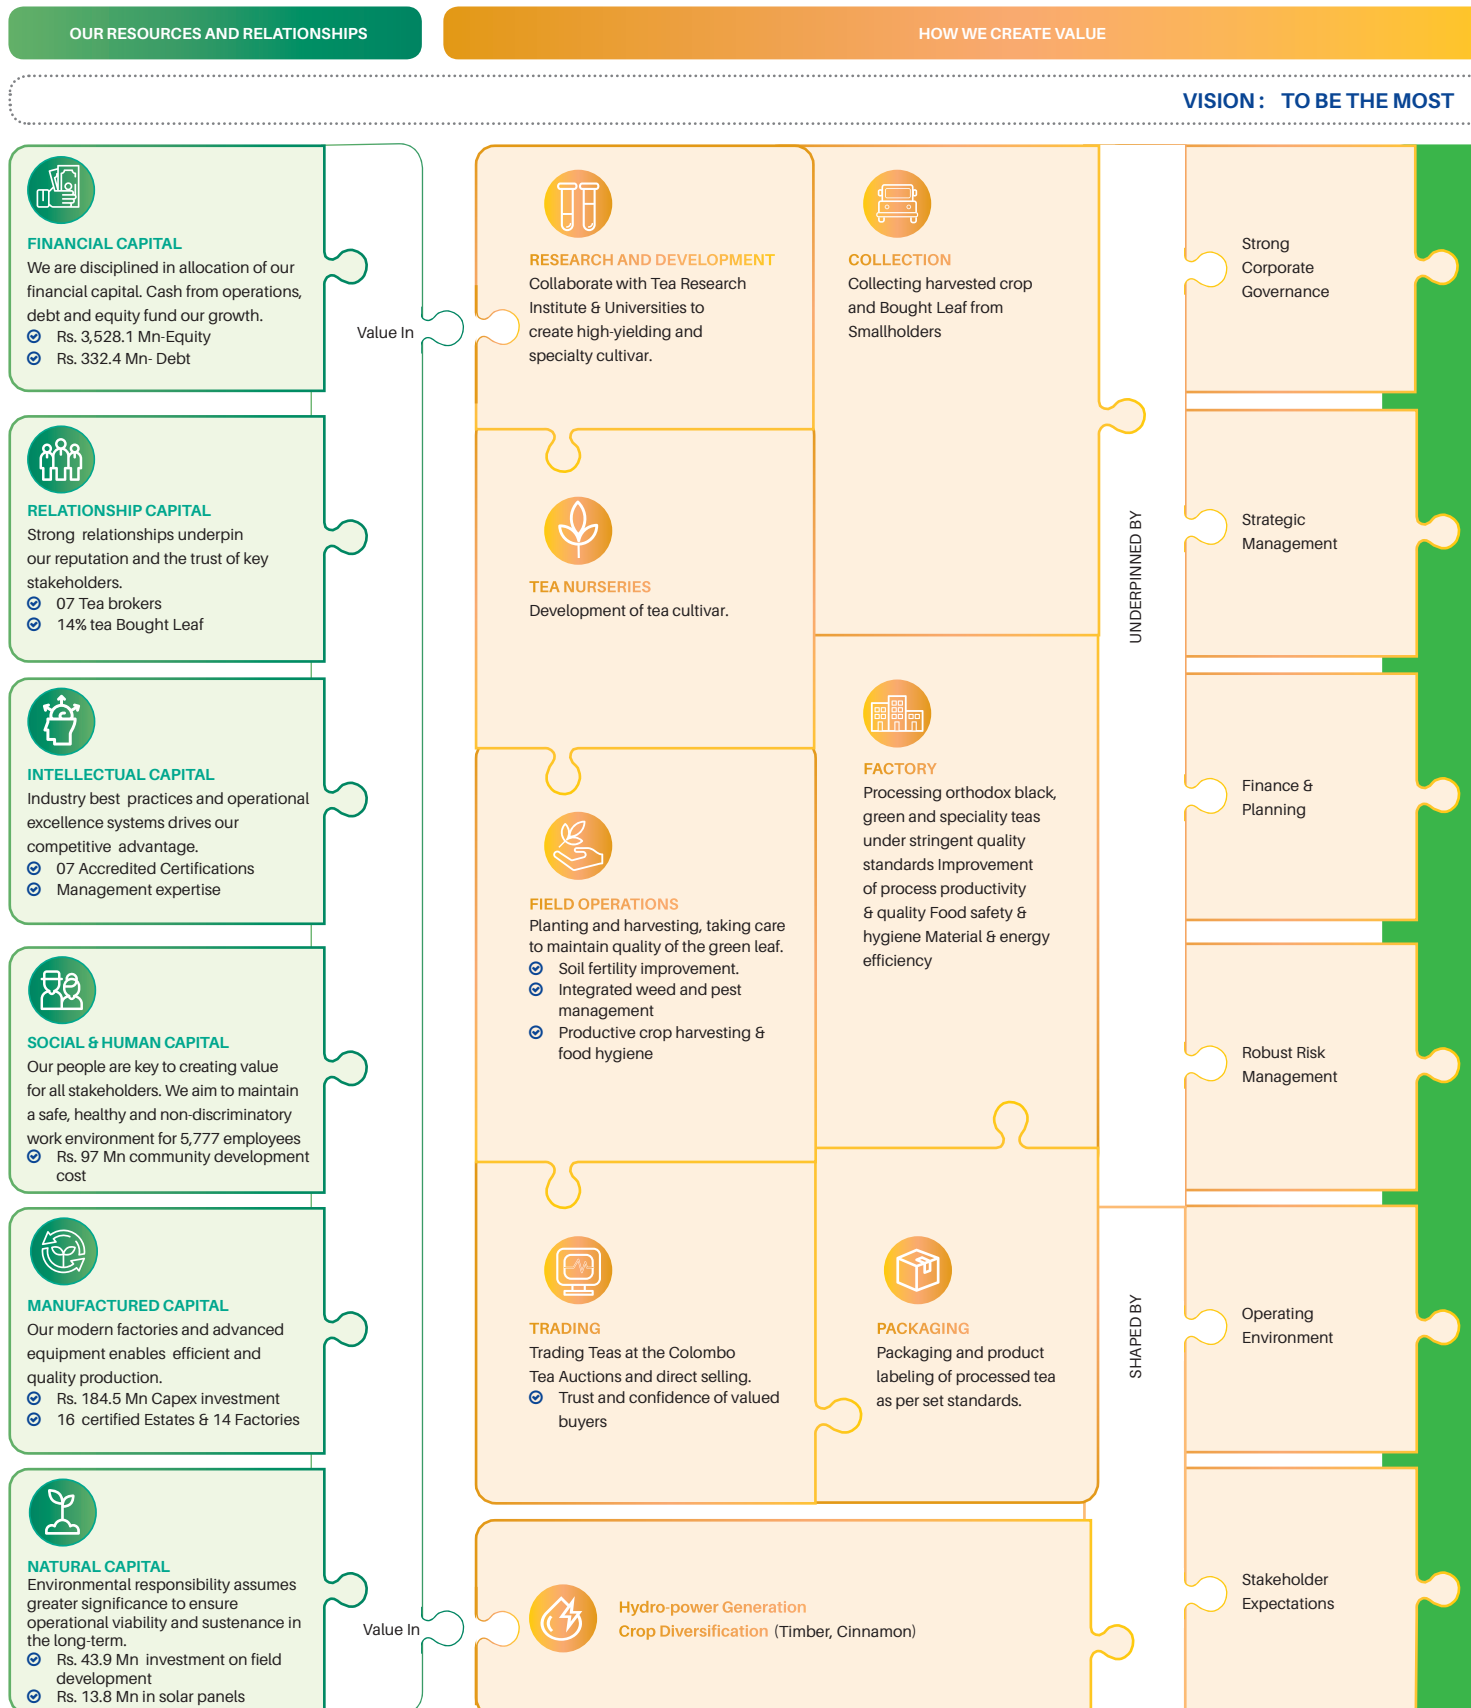 OUR RESOURCES AND RELATIONSHIPS
HOW WE CREATE VALUE
VISION : TO BE THE MOST
FINANCIAL CAPITAL
We are disciplined in allocation of our
financial capital. Cash from operations,
debt and equity fund our growth.
Rs. 3,528.1 Mn-Equity
Rs. 332.4 Mn- Debt
RELATIONSHIP CAPITAL
Strong relationships underpin
our reputation and the trust of key
stakeholders.
07 Tea brokers
14% tea Bought Leaf
INTELLECTUAL CAPITAL
Industry best practices and operational
excellence systems drives our
competitive advantage.
07 Accredited Certifications
Management expertise
SOCIAL & HUMAN CAPITAL
Our people are key to creating value
for all stakeholders. We aim to maintain
a safe, healthy and non-discriminatory
work environment for 5,777 employees
Rs. 97 Mn community development
cost
MANUFACTURED CAPITAL
Our modern factories and advanced
equipment enables efficient and
quality production.
Rs. 184.5 Mn Capex investment
16 certified Estates & 14 Factories
NATURAL CAPITAL
Environmental responsibility assumes
greater significance to ensure
operational viability and sustenance in
the long-term.
Rs. 43.9 Mn investment on field
development
Rs. 13.8 Mn in solar panels
Value In
Value In
RESEARCH AND DEVELOPMENT
Collaborate with Tea Research
Institute & Universities to
create high-yielding and
specialty cultivar.
TEA NURSERIES
Development of tea cultivar.
FIELD OPERATIONS
Planting and harvesting, taking care
to maintain quality of the green leaf.
Soil fertility improvement.
Integrated weed and pest
management
Productive crop harvesting &
food hygiene
TRADING
Trading Teas at the Colombo
Tea Auctions and direct selling.
Trust and confidence of valued
buyers
COLLECTION
Collecting harvested crop
and Bought Leaf from
Smallholders
FACTORY
Processing orthodox black,
green and speciality teas
under stringent quality
standards Improvement
of process productivity
& quality Food safety &
hygiene Material & energy
efficiency
PACKAGING
Packaging and product
labeling of processed tea
as per set standards.
Hydro-power Generation
Crop Diversification (Timber, Cinnamon)
UNDERPINNED BY
SHAPED BY
Strong
Corporate
Governance
Strategic
Management
Finance &
Planning
Robust Risk
Management
Operating
Environment
Stakeholder
Expectations